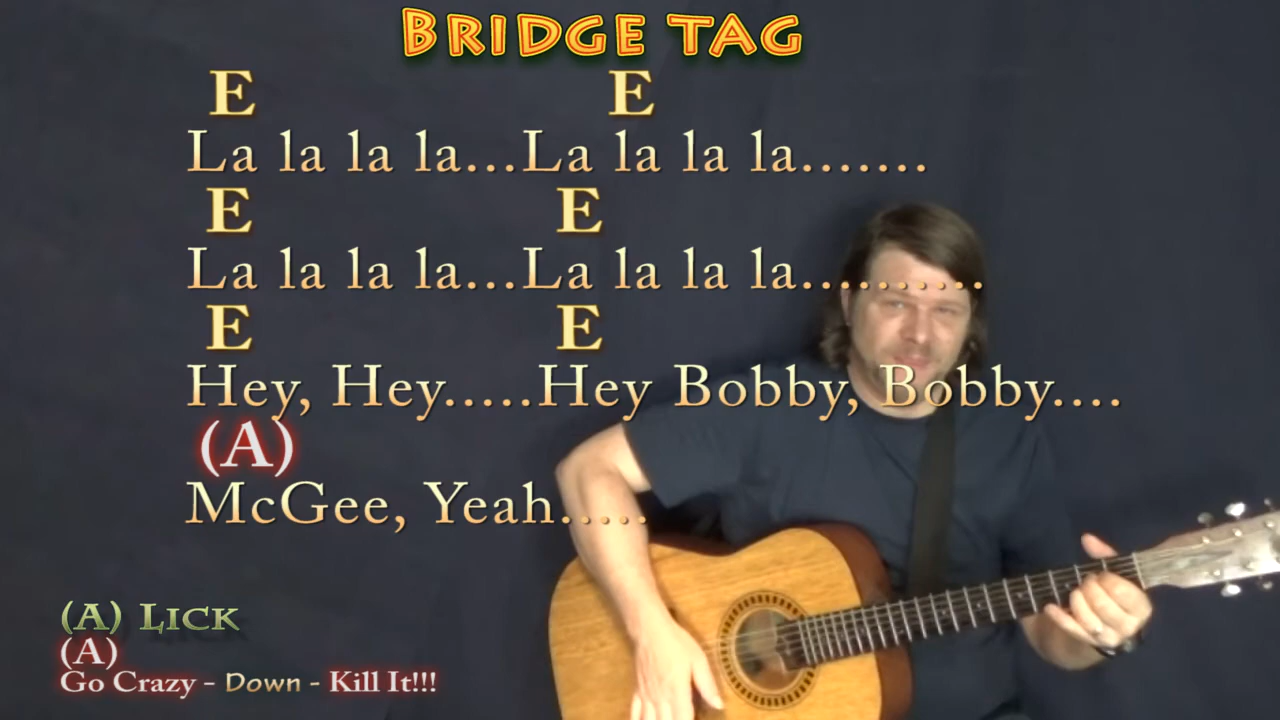 Bridge Tag
E E
La la la la...La la la la.......
E E
La la la la...La la la la..........
E E
Hey, Hey.....Hey Bobby, Bobby....
(A)
McGee, Yeah.....
(A) Lick
(A)
Go Crazy - Down - Kill It!!!